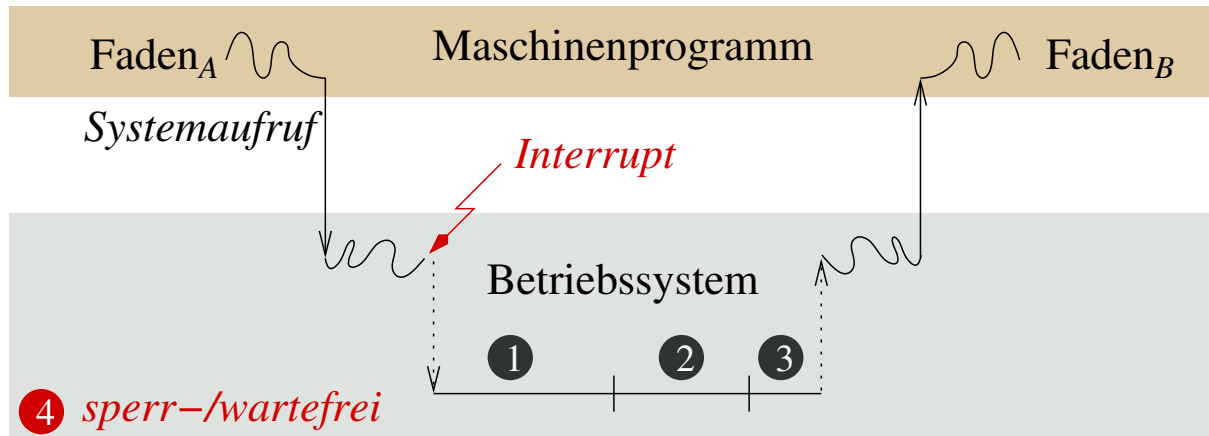 Faden_A
Maschinenprogramm
Faden_B
Systemaufruf
Interrupt
Betriebssystem
1
2
3
4 sperr−/wartefrei